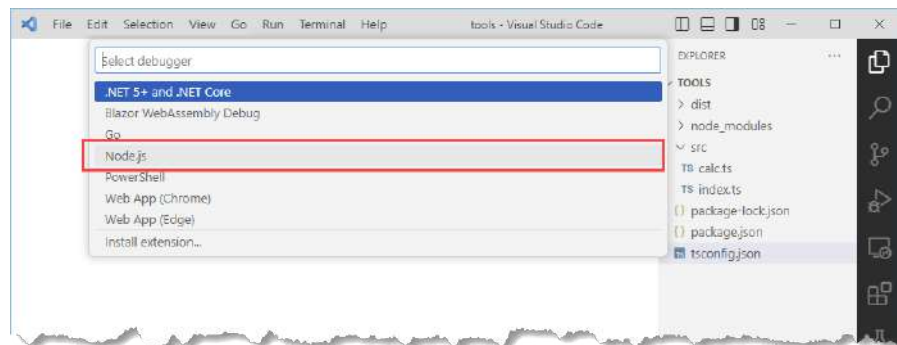 File Edit Selection View Go Run Terminal Help tools - Visual Studio Code
Select debugger
.NET 5+ and .NET Core
Blazor WebAssembly Debug
Go
Node.js
PowerShell
Web App (Chrome)
Web App (Edge)
Install extension...
EXPLORER ...
TOOLS
> dist
> node_modules
src
TS calc.ts
TS index.ts
{} package-lock.json
{} package.json
tsconfig.json